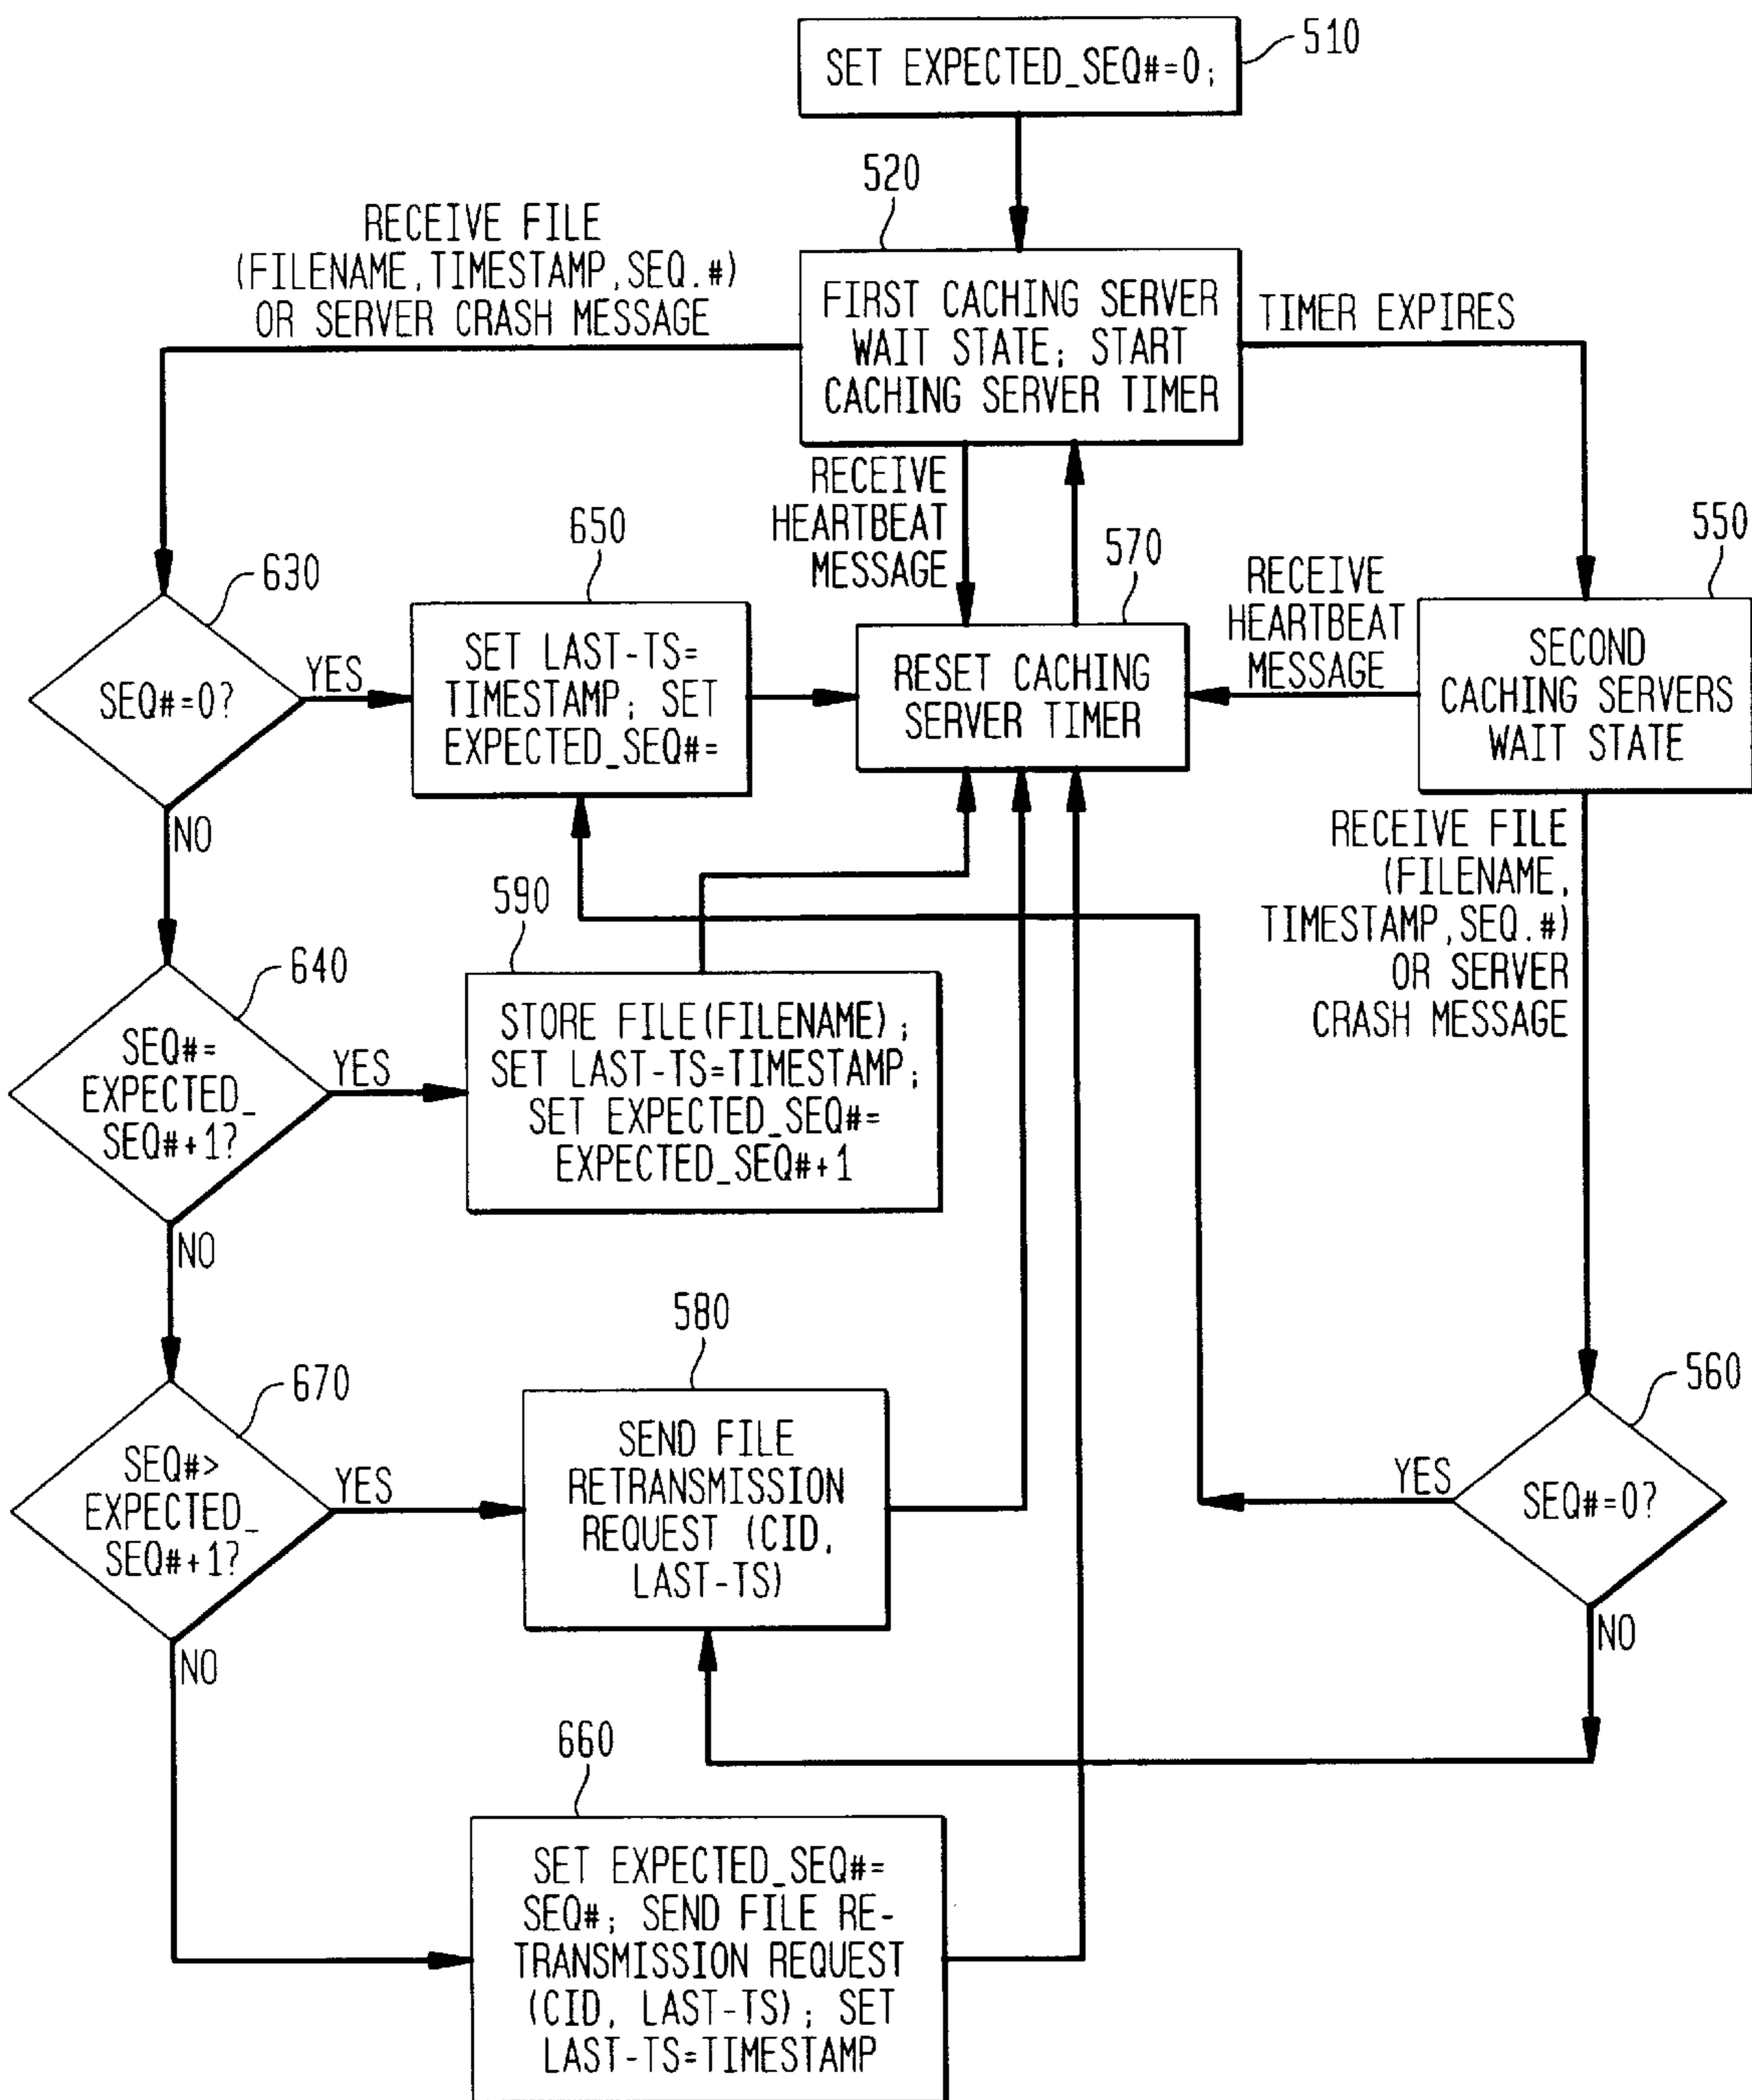 510
SET EXPECTED_SEQ#=0;
520
RECEIVE FILE
(FILENAME,TIMESTAMP,SEQ.#)
OR SERVER CRASH MESSAGE
FIRST CACHING SERVER
WAIT STATE; START
CACHING SERVER TIMER
TIMER EXPIRES
RECEIVE
HEARTBEAT
MESSAGE
630
SEQ#=0?
YES
NO
650
SET LAST-TS=
TIMESTAMP; SET
EXPECTED_SEQ#=
570
RESET CACHING
SERVER TIMER
RECEIVE
HEARTBEAT
MESSAGE
550
SECOND
CACHING SERVERS
WAIT STATE
RECEIVE FILE
(FILENAME,
TIMESTAMP,SEQ.#)
OR SERVER
CRASH MESSAGE
640
SEQ#=
EXPECTED_
SEQ#+1?
YES
NO
590
STORE FILE(FILENAME);
SET LAST-TS=TIMESTAMP;
SET EXPECTED_SEQ#=
EXPECTED_SEQ#+1
670
SEQ#>
EXPECTED_
SEQ#+1?
YES
NO
580
SEND FILE
RETRANSMISSION
REQUEST (CID,
LAST-TS)
560
SEQ#=0?
YES
NO
660
SET EXPECTED_SEQ#=
SEQ#; SEND FILE RE-
TRANSMISSION REQUEST
(CID, LAST-TS); SET
LAST-TS=TIMESTAMP